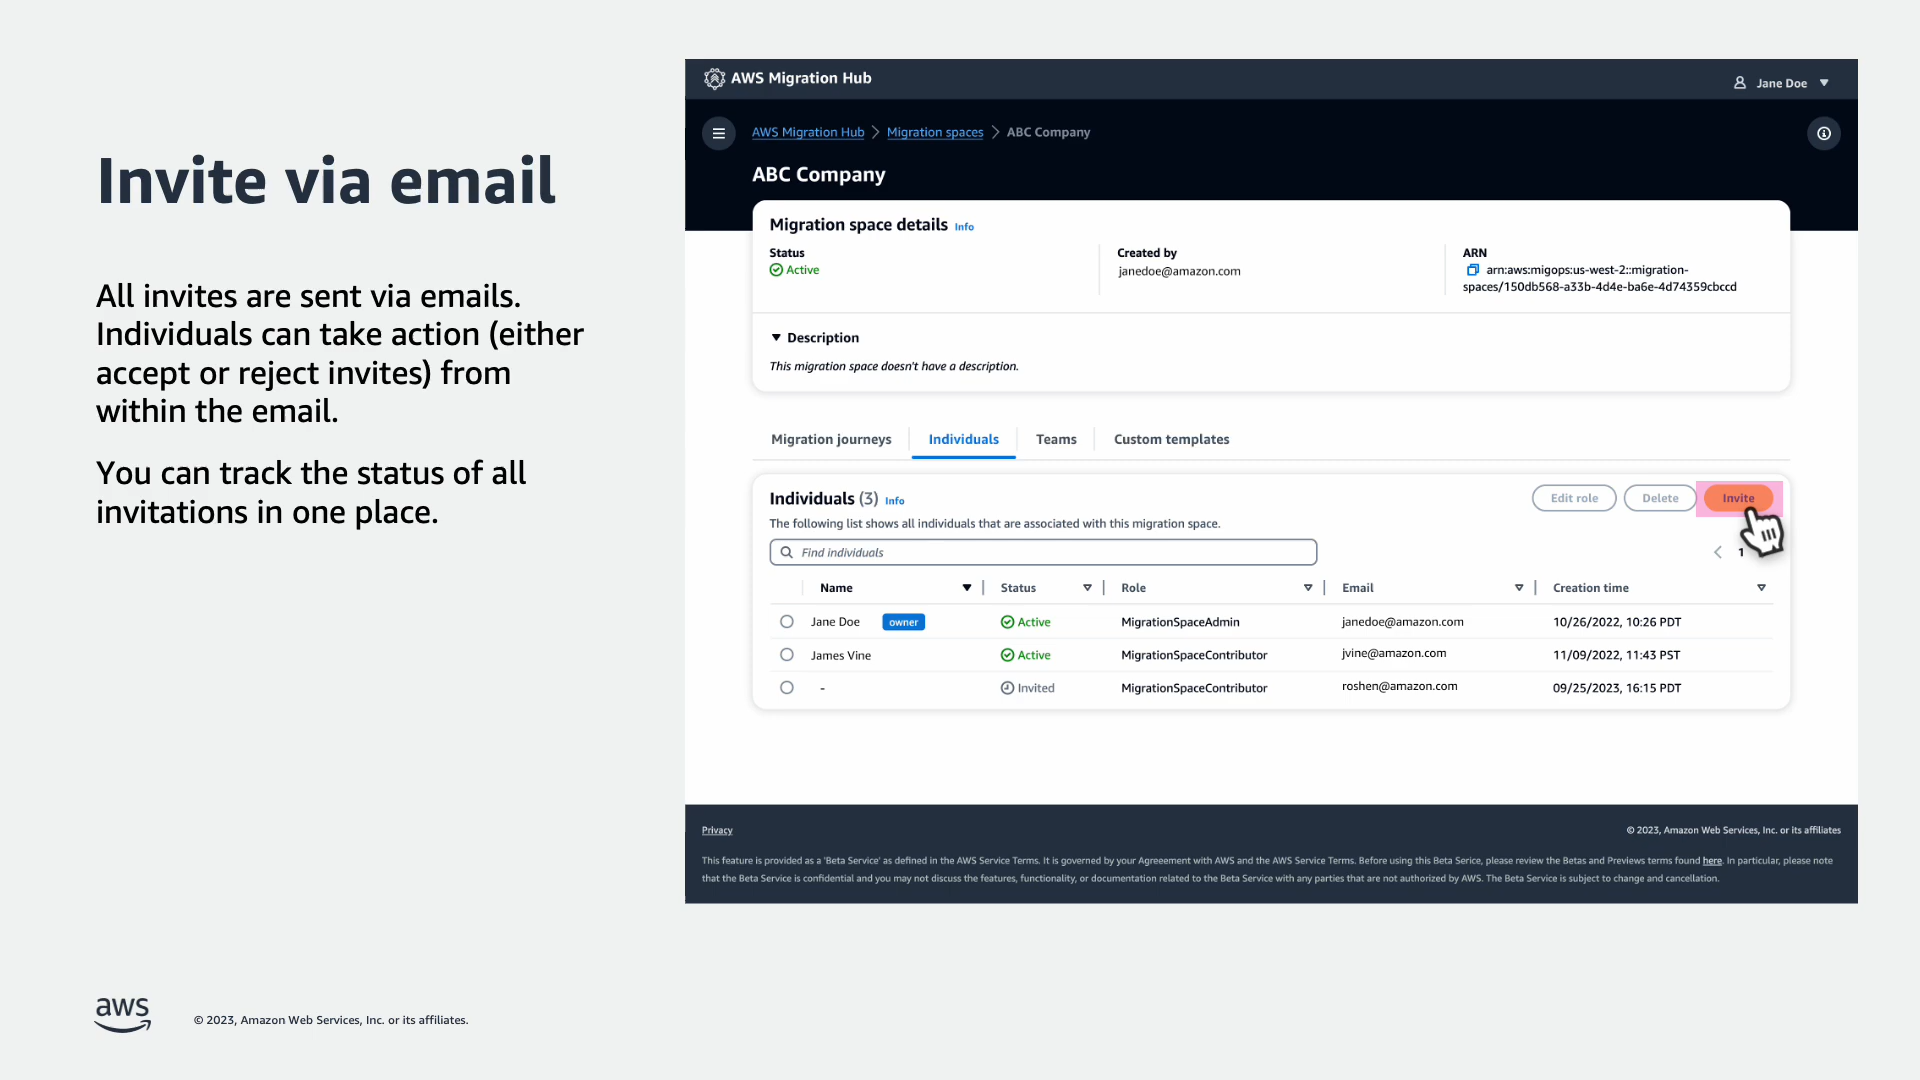 Invite via email
All invites are sent via emails.
Individuals can take action (either
accept or reject invites) from
within the email.
You can track the status of all
invitations in one place.
AWS Migration Hub
Jane Doe
AWS Migration Hub > Migration spaces > ABC Company
ABC Company
Migration space details Info
Status
Active
Created by
janedoe@amazon.com
ARN
arn:aws:migops:us-west-2::migration-
spaces/150db568-a33b-4d4e-ba6e-4d74359cbccd
Description
This migration space doesn't have a description.
Migration journeys Individuals Teams Custom templates
Individuals (3) Info
Edit role Delete Invite
The following list shows all individuals that are associated with this migration space.
Find individuals
< 1
Name Status Role Email Creation time
Jane Doe owner Active MigrationSpaceAdmin janedoe@amazon.com 10/26/2022, 10:26 PDT
James Vine Active MigrationSpaceContributor jvine@amazon.com 11/09/2022, 11:43 PST
- Invited MigrationSpaceContributor roshen@amazon.com 09/25/2023, 16:15 PDT
Privacy
© 2023, Amazon Web Services, Inc. or its affiliates
This feature is provided as a 'Beta Service' as defined in the AWS Service Terms. It is governed by your Agreeement with AWS and the AWS Service Terms. Before using this Beta Serice, please review the Betas and Previews terms found here. In particular, please note
that the Beta Service is confidential and you may not discuss the features, functionality, or documentation related to the Beta Service with any parties that are not authorized by AWS. The Beta Service is subject to change and cancellation.
aws
© 2023, Amazon Web Services, Inc. or its affiliates.